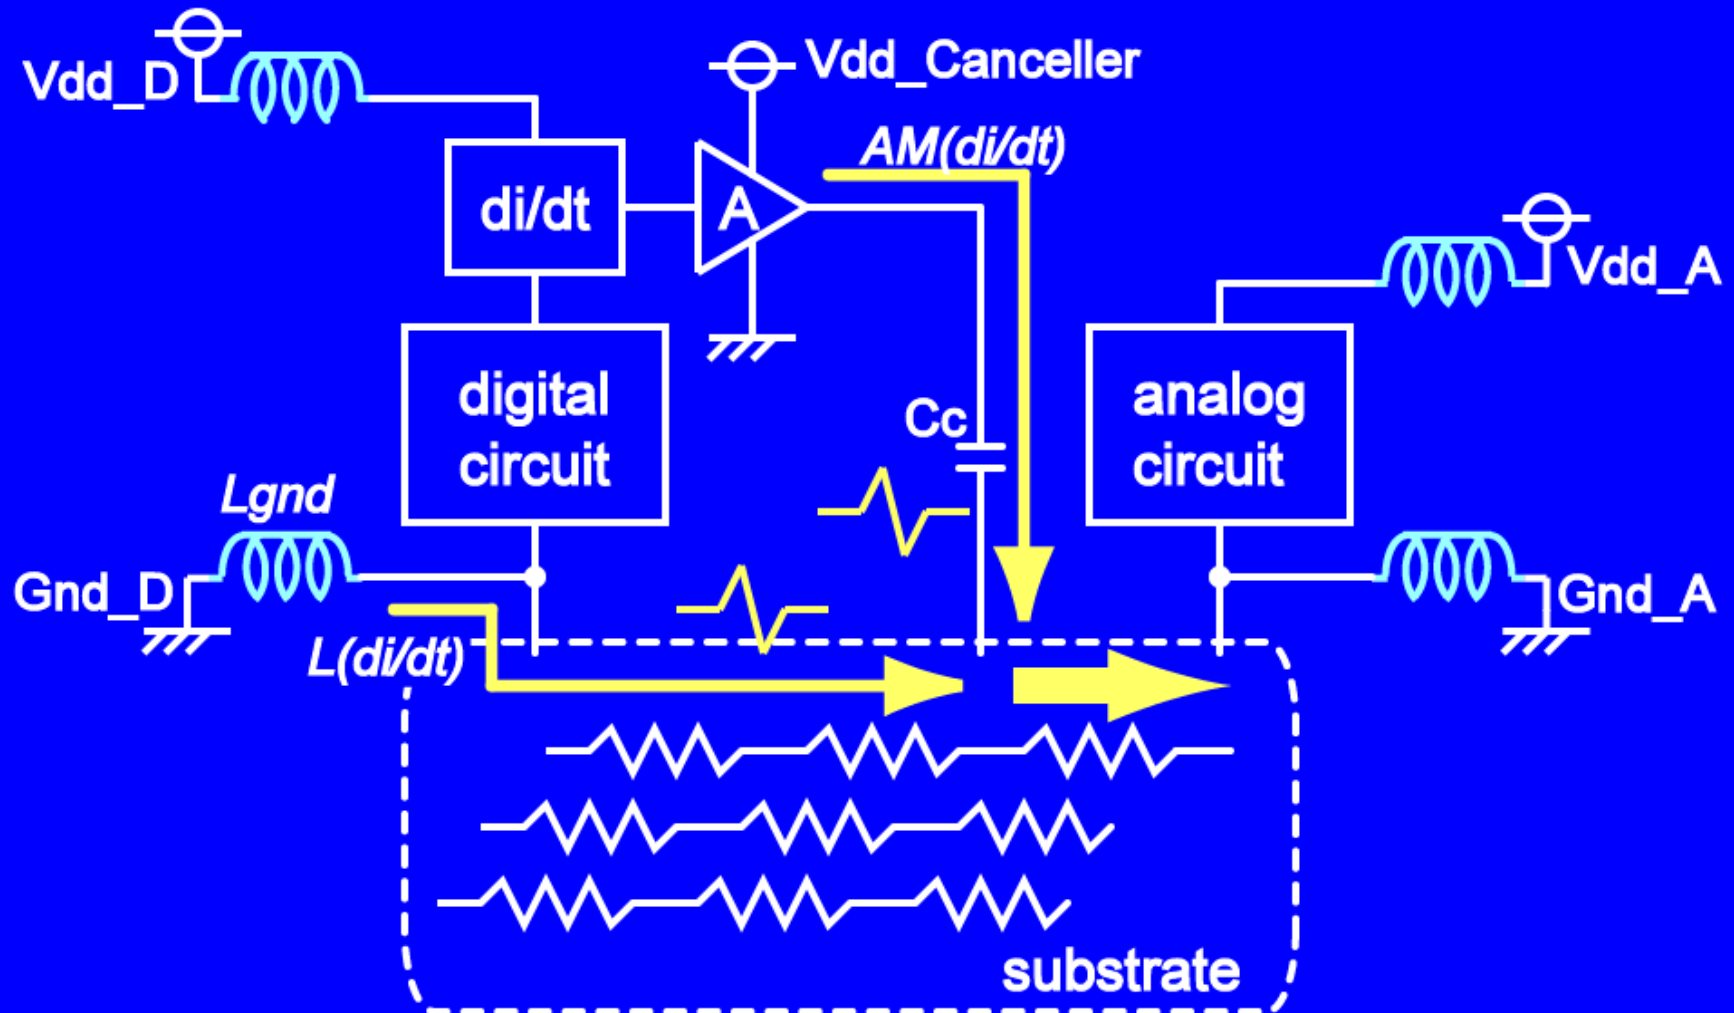 Vdd_D
Vdd_Canceller
AM(di/dt)
di/dt
A
Vdd_A
digital
circuit
Cc
analog
circuit
Lgnd
Gnd_D
Gnd_A
L(di/dt)
substrate